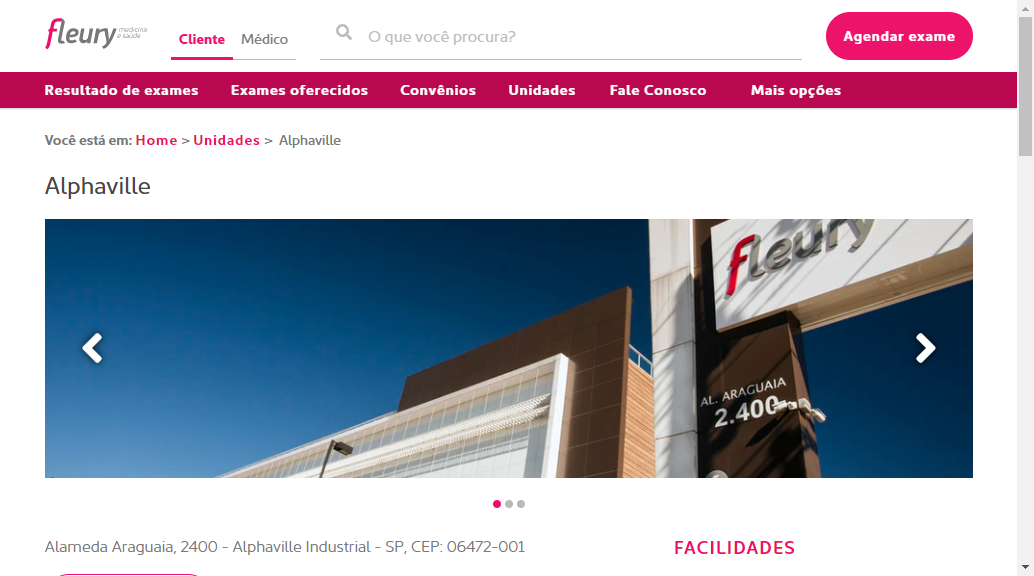 fleury medicina e saúde
Cliente Médico
O que você procura?
Agendar exame
Resultado de exames Exames oferecidos Convênios Unidades Fale Conosco Mais opções
Você está em: Home > Unidades > Alphaville
Alphaville
fleury
AL. ARAGUAIA
2.400
Alameda Araguaia, 2400 - Alphaville Industrial - SP, CEP: 06472-001
FACILIDADES